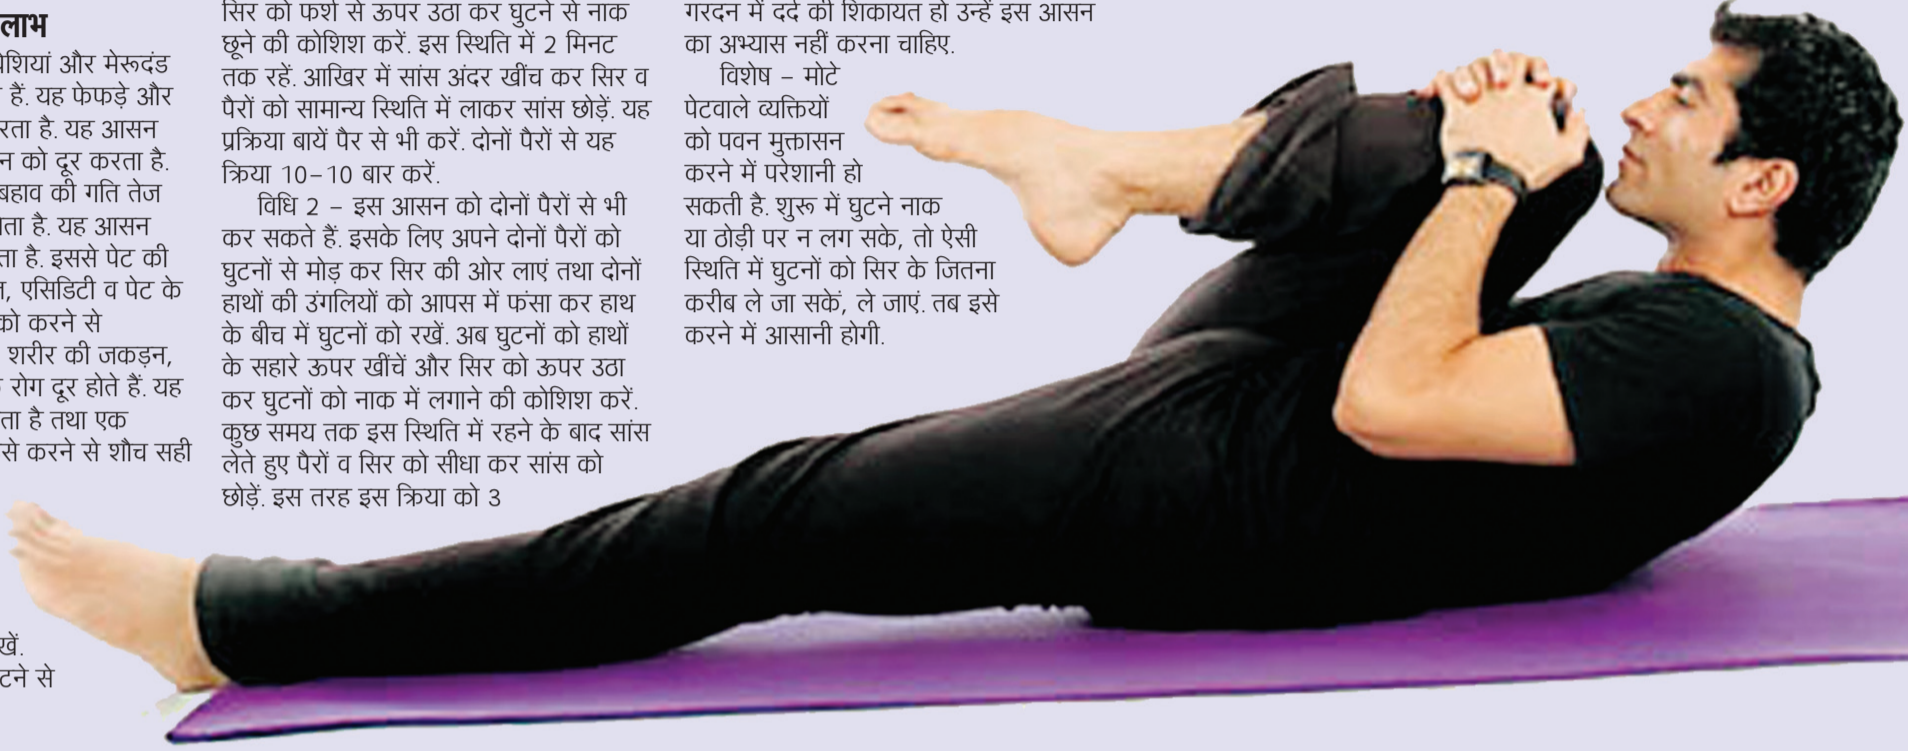 लाभ
और मेरूदंड
हैं. यह फेफड़े और
यह आसन
को दूर करता है.
बहाव की गति तेज
है. यह आसन
है. इससे पेट की
एसिडिटी व पेट के
को करने से
शरीर की जकड़न,
रोग दूर होते हैं. यह
है तथा एक
से करने से शौच सही
सिर को फर्श से ऊपर उठा कर घुटने से नाक
छूने की कोशिश करें. इस स्थिति में 2 मिनट
तक रहें. आखिर में सांस अंदर खींच कर सिर व
पैरों को सामान्य स्थिति में लाकर सांस छोड़ें. यह
प्रक्रिया बायें पैर से भी करें. दोनों पैरों से यह
क्रिया 10–10 बार करें.
विधि 2 – इस आसन को दोनों पैरों से भी
कर सकते हैं. इसके लिए अपने दोनों पैरों को
घुटनों से मोड़ कर सिर की ओर लाएं तथा दोनों
हाथों की उंगलियों को आपस में फंसा कर हाथ
के बीच में घुटनों को रखें. अब घुटनों को हाथों
के सहारे ऊपर खींचें और सिर को ऊपर उठा
कर घुटनों को नाक में लगाने की कोशिश करें.
कुछ समय तक इस स्थिति में रहने के बाद सांस
लेते हुए पैरों व सिर को सीधा कर सांस को
छोड़ें. इस तरह इस क्रिया को 3
गरदन में दर्द की शिकायत हो उन्हें इस आसन
का अभ्यास नहीं करना चाहिए.
विशेष – मोटे
पेटवाले व्यक्तियों
को पवन मुक्तासन
करने में परेशानी हो
सकती है. शुरू में घुटने नाक
या ठोड़ी पर न लग सके, तो ऐसी
स्थिति में घुटनों को सिर के जितना
करीब ले जा सकें, ले जाएं. तब इसे
करने में आसानी होगी.
से